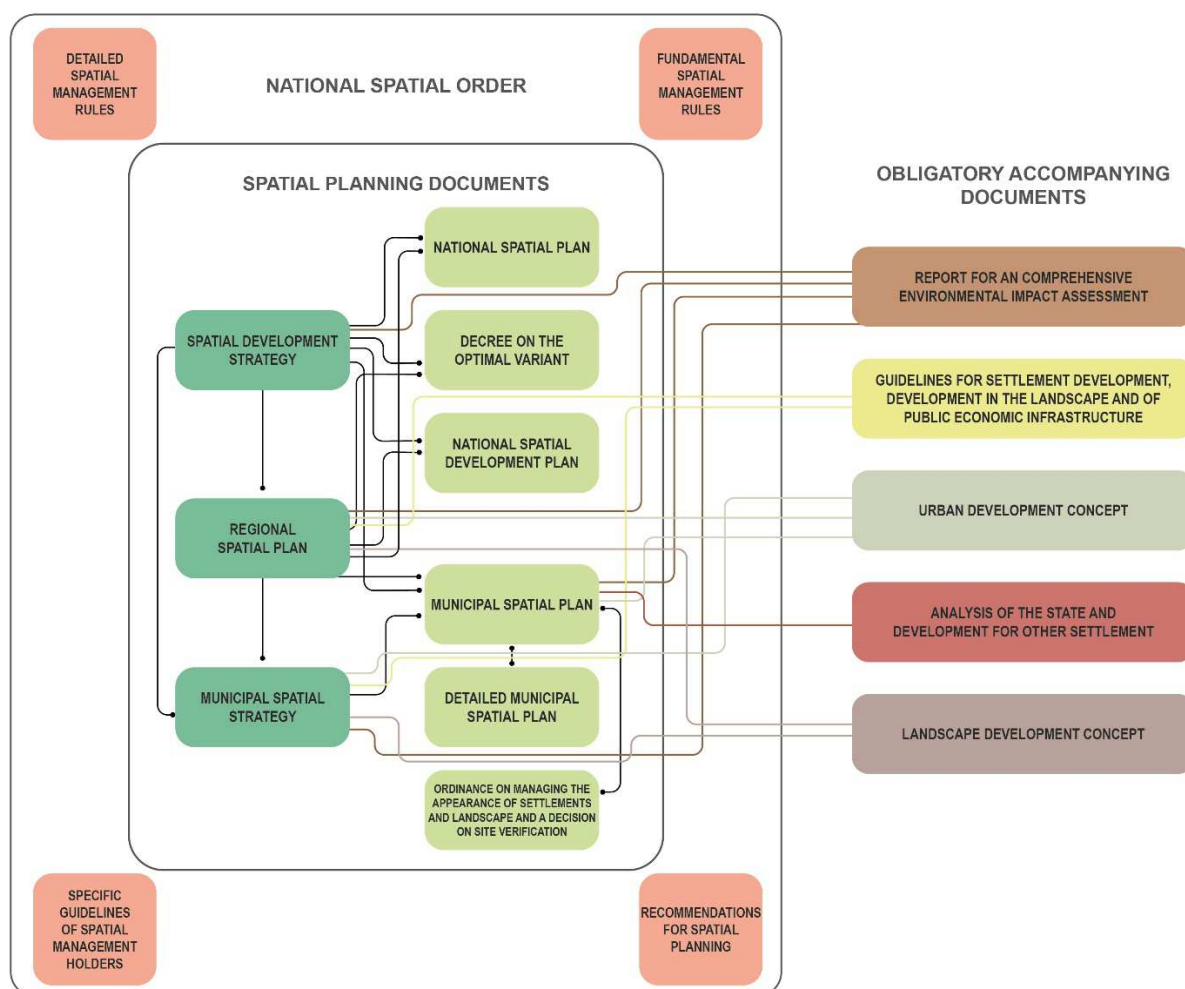 DETAILED
SPATIAL
MANAGEMENT
RULES
NATIONAL SPATIAL ORDER
FUNDAMENTAL
SPATIAL
MANAGEMENT
RULES
SPATIAL PLANNING DOCUMENTS
OBLIGATORY ACCOMPANYING
DOCUMENTS
NATIONAL SPATIAL PLAN
REPORT FOR AN COMPREHENSIVE
ENVIRONMENTAL IMPACT ASSESSMENT
SPATIAL DEVELOPMENT
STRATEGY
DECREE ON THE
OPTIMAL VARIANT
GUIDELINES FOR SETTLEMENT DEVELOPMENT,
DEVELOPMENT IN THE LANDSCAPE AND OF
PUBLIC ECONOMIC INFRASTRUCTURE
NATIONAL SPATIAL
DEVELOPMENT PLAN
REGIONAL
SPATIAL PLAN
URBAN DEVELOPMENT CONCEPT
MUNICIPAL SPATIAL PLAN
ANALYSIS OF THE STATE AND
DEVELOPMENT FOR OTHER SETTLEMENT
MUNICIPAL SPATIAL
STRATEGY
DETAILED MUNICIPAL
SPATIAL PLAN
LANDSCAPE DEVELOPMENT CONCEPT
ORDINANCE ON MANAGING THE
APPEARANCE OF SETTLEMENTS
AND LANDSCAPE AND A DECISION
ON SITE VERIFICATION
SPECIFIC
GUIDELINES
OF SPATIAL
MANAGEMENT
HOLDERS
RECOMMENDATIONS
FOR SPATIAL
PLANNING